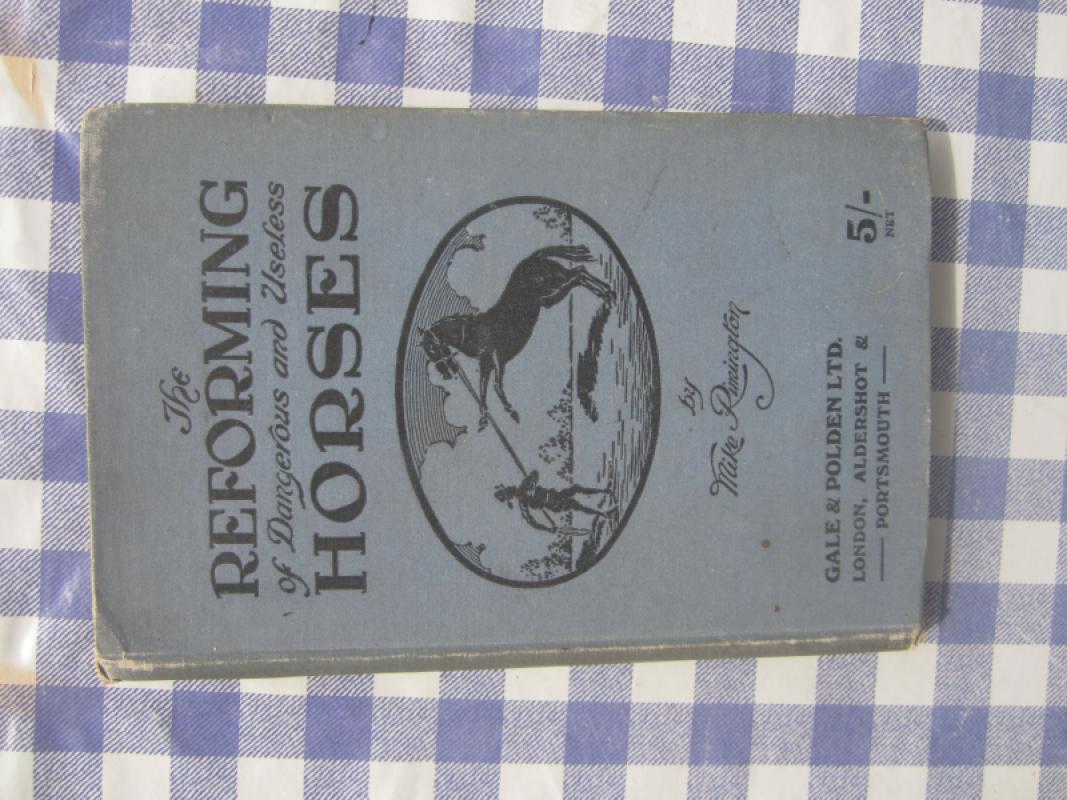 The
REFORMING
of Dangerous and Useless
HORSES
by
Mike Rimington
GALE & POLDEN LTD.
LONDON, ALDERSHOT &
— PORTSMOUTH —
5/-
NET